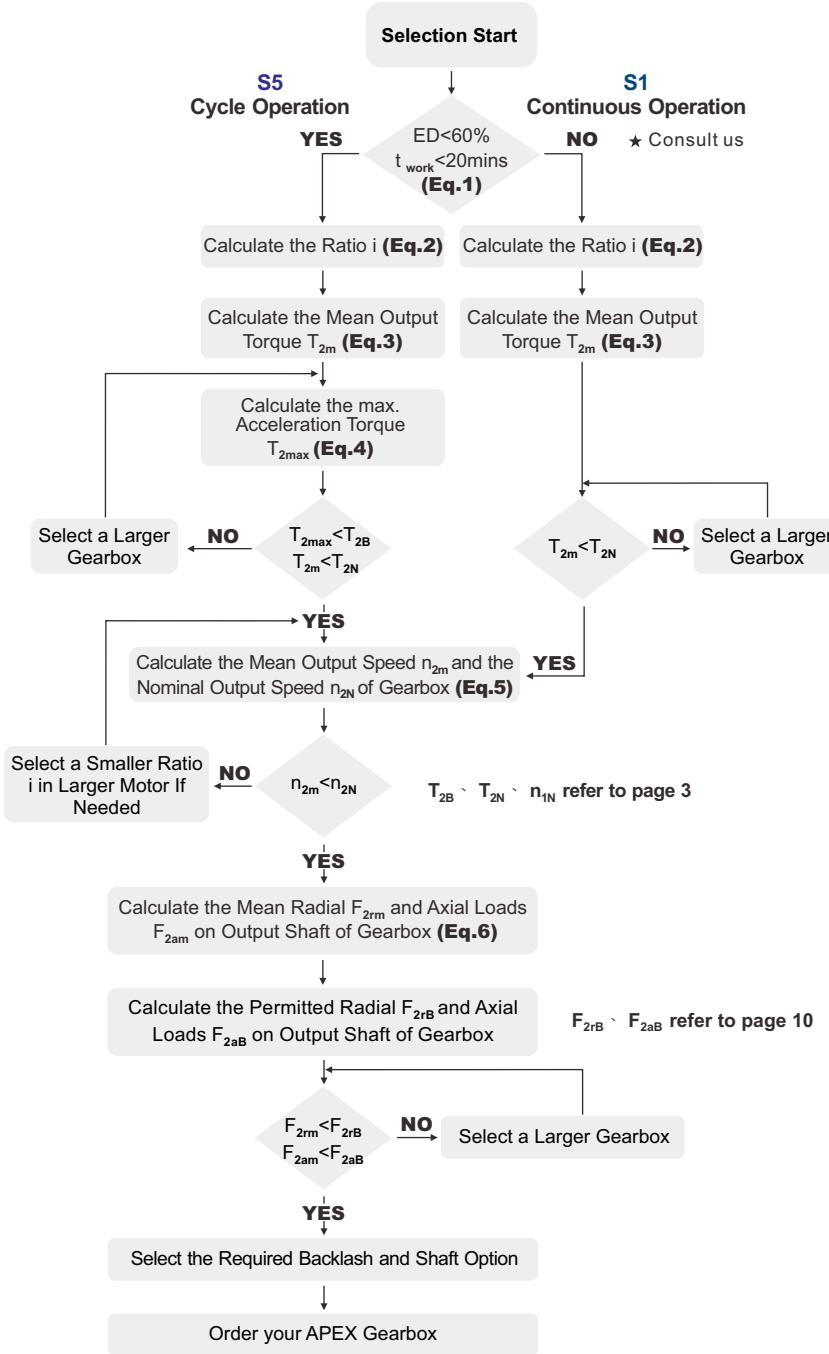 Selection Start
S5
Cycle Operation
S1
Continuous Operation
YES
ED<60%
t work<20mins
(Eq.1)
NO
★ Consult us
Calculate the Ratio i (Eq.2)
Calculate the Ratio i (Eq.2)
Calculate the Mean Output
Torque T2m (Eq.3)
Calculate the Mean Output
Torque T2m (Eq.3)
Calculate the max.
Acceleration Torque
T2max (Eq.4)
Select a Larger
Gearbox
NO
T2max<T2B
T2m<T2N
T2m<T2N
NO
Select a Larger
Gearbox
YES
Calculate the Mean Output Speed n2m and the
Nominal Output Speed n2N of Gearbox (Eq.5)
YES
Select a Smaller Ratio
i in Larger Motor If
Needed
NO
n2m<n2N
T2B、 T2N、 n1N refer to page 3
YES
Calculate the Mean Radial F2rm and Axial Loads
F2am on Output Shaft of Gearbox (Eq.6)
Calculate the Permitted Radial F2rB and Axial
Loads F2aB on Output Shaft of Gearbox
F2rB、 F2aB refer to page 10
F2rm<F2rB
F2am<F2aB
NO
Select a Larger Gearbox
YES
Select the Required Backlash and Shaft Option
Order your APEX Gearbox